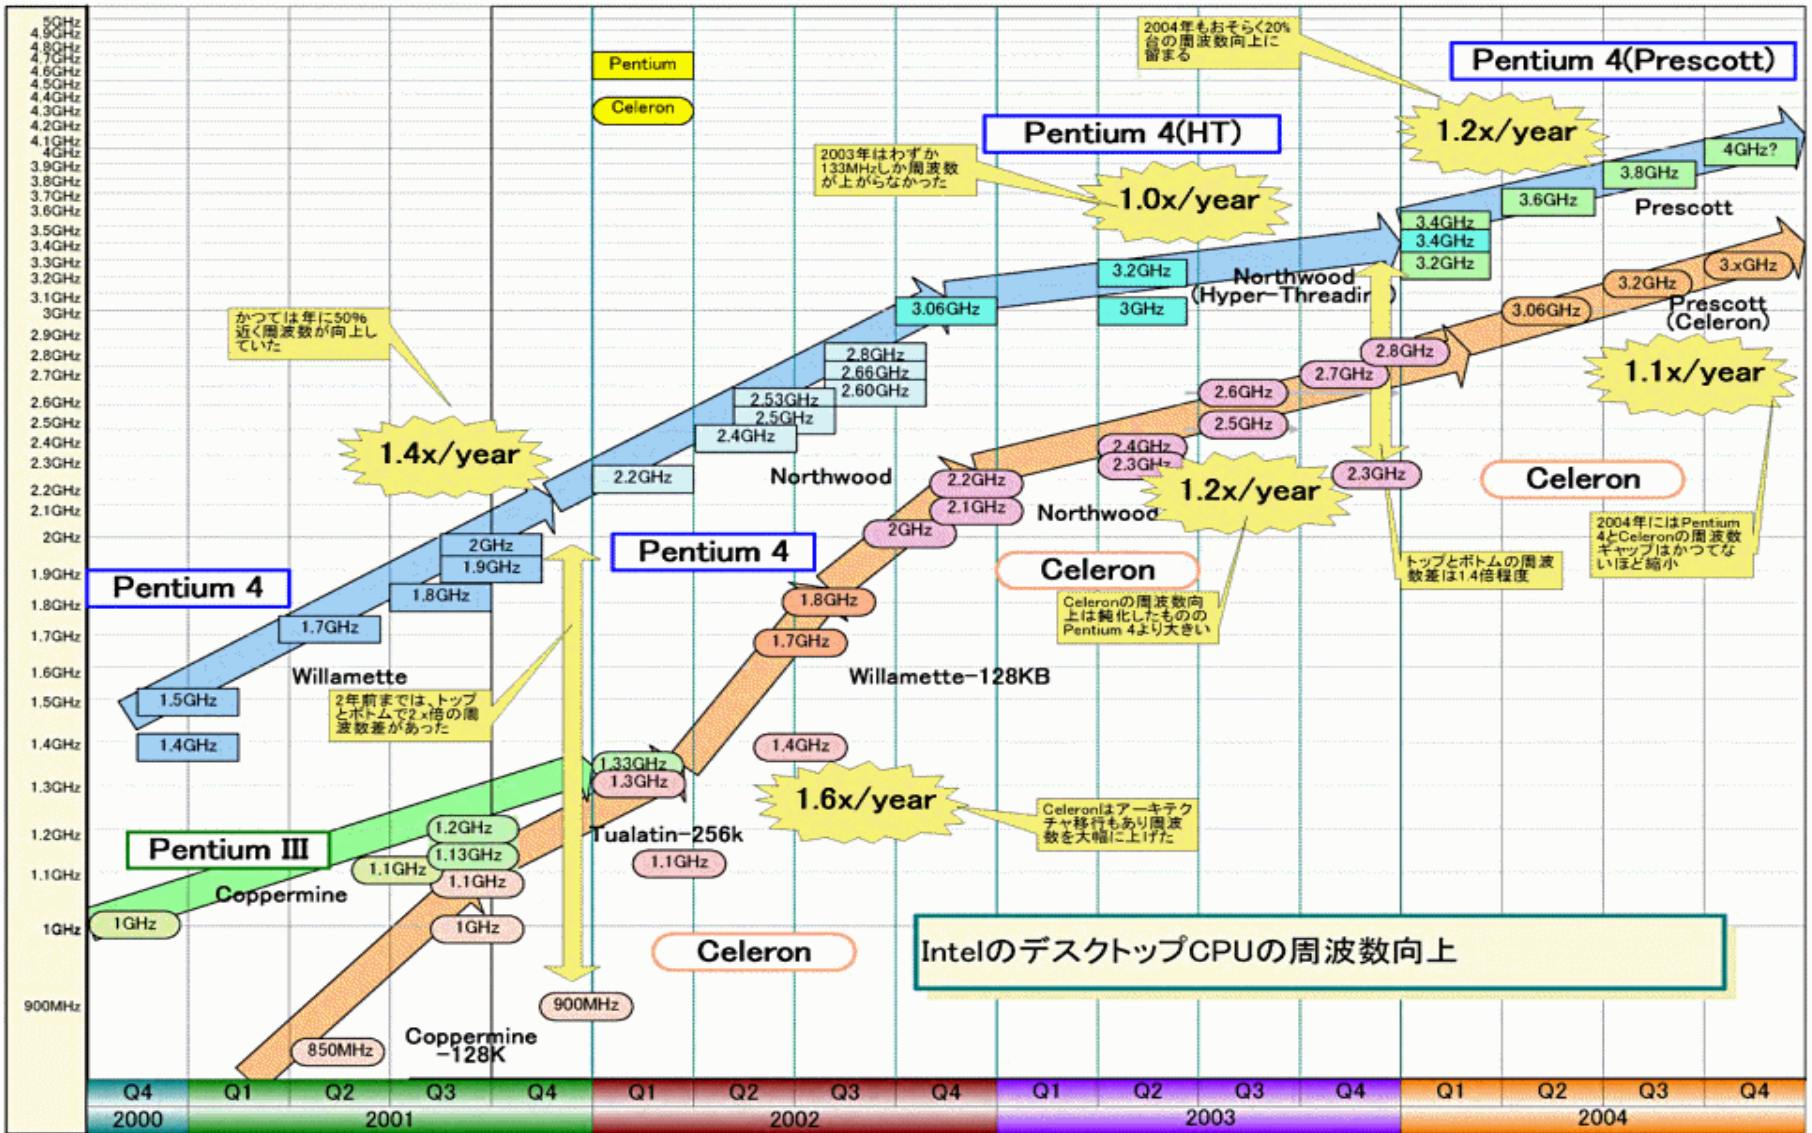 5GHz
4.9GHz
4.8GHz
4.7GHz
4.6GHz
4.5GHz
4.4GHz
4.3GHz
4.2GHz
4.1GHz
4GHz
3.9GHz
3.8GHz
3.7GHz
3.6GHz
3.5GHz
3.4GHz
3.3GHz
3.2GHz
3.1GHz
3GHz
2.9GHz
2.8GHz
2.7GHz
2.6GHz
2.5GHz
2.4GHz
2.3GHz
2.2GHz
2.1GHz
2GHz
1.9GHz
1.8GHz
1.7GHz
1.6GHz
1.5GHz
1.4GHz
1.3GHz
1.2GHz
1.1GHz
1GHz
900MHz
Pentium
Celeron
2004年もおそらく20%
台の周波数向上に
留まる
Pentium 4(Prescott)
1.2x/year
Pentium 4(HT)
2003年はわずか
133MHzしか周波数
が上がらなかった
1.0x/year
4GHz?
3.8GHz
3.6GHz
Prescott
3.4GHz
3.4GHz
3.2GHz
3.2GHz
3GHz
Northwood
(Hyper-Threading)
3.06GHz
3.xGHz
3.2GHz
3.06GHz
Prescott
(Celeron)
かつては年に50%
近く周波数が向上し
ていた
1.4x/year
2.8GHz
2.66GHz
2.60GHz
2.53GHz
2.5GHz
2.4GHz
2.2GHz
Northwood
2.8GHz
2.7GHz
2.6GHz
2.5GHz
2.4GHz
2.3GHz
2.3GHz
1.1x/year
1.2x/year
Celeron
2004年にはPentium
4とCeleronの周波数
ギャップはかつてな
いほど縮小
トップとボトムの周波
数差は1.4倍程度
2.2GHz
2.1GHz
2GHz
Northwood
Celeron
Celeronの周波数向
上は鈍化したものの
Pentium 4より大きい
Pentium 4
2GHz
1.9GHz
1.8GHz
1.7GHz
Pentium 4
Willamette
1.5GHz
1.4GHz
2年前までは、トップ
とボトムで2.x倍の周
波数差があった
1.8GHz
1.7GHz
Willamette-128KB
1.4GHz
1.6x/year
Celeronはアーキテク
チャ移行もあり周波
数を大幅に上げた
1.33GHz
1.3GHz
Tualatin-256k
1.1GHz
Pentium III
Coppermine
1.2GHz
1.13GHz
1.1GHz
1.1GHz
1GHz
1GHz
Celeron
900MHz
850MHz
Coppermine
-128K
IntelのデスクトップCPUの周波数向上
Q4 Q1 Q2 Q3 Q4 Q1 Q2 Q3 Q4 Q1 Q2 Q3 Q4 Q1 Q2 Q3 Q4
2000 2001 2002 2003 2004